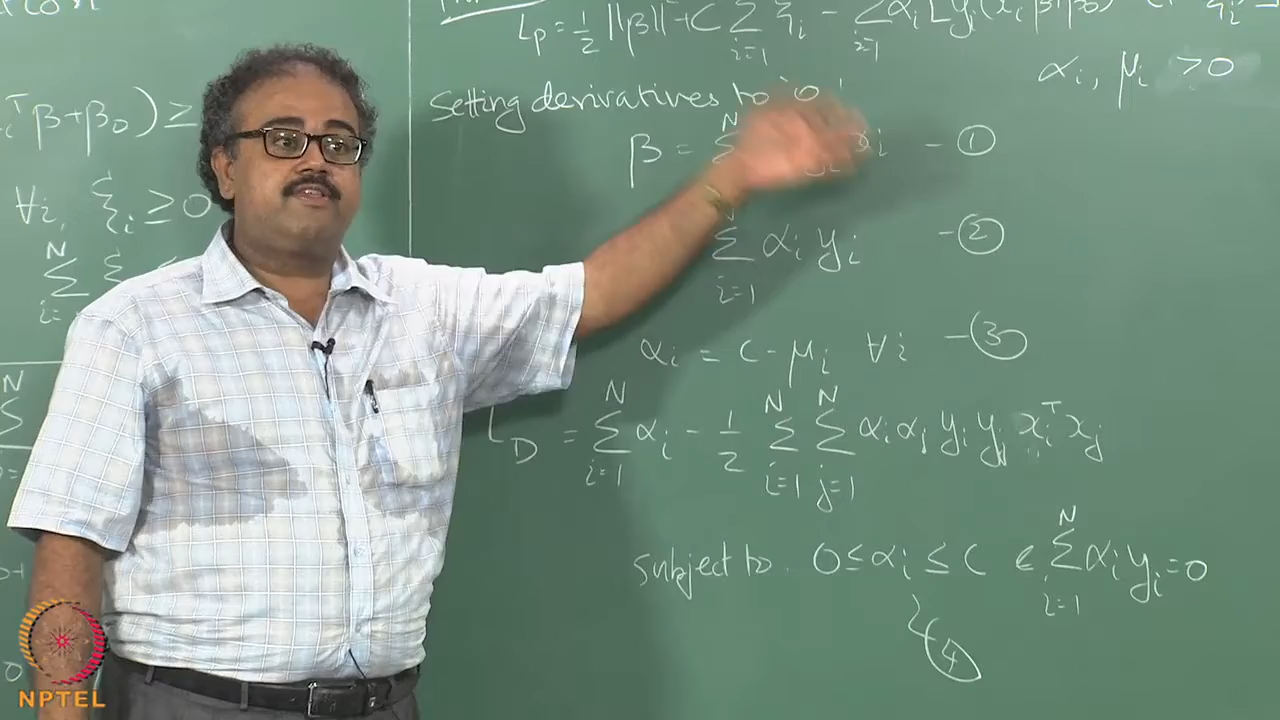 L_p = 1/2 ||β|| + C Σ_{i=1} ξ_i - Σ_{i=1} α_i [y_i (x_i β + β_0)
α_i, μ_i ≥ 0
Setting derivatives to '0'
β = Σ^N y_i x_i - ①
Σ_{i=1}^N α_i y_i - ②
α_i = C - μ_i ∀i - ③
L_D = Σ_{i=1}^N α_i - 1/2 Σ_{i=1}^N Σ_{j=1}^N α_i α_j y_i y_j x_i^T x_j
subject to 0 ≤ α_i ≤ C & Σ_{i=1}^N α_i y_i = 0
④
i^T β + β_0) ≥
∀i, ξ_i ≥ 0
Σ_{i=}^N ξ
N
Σ
NPTEL